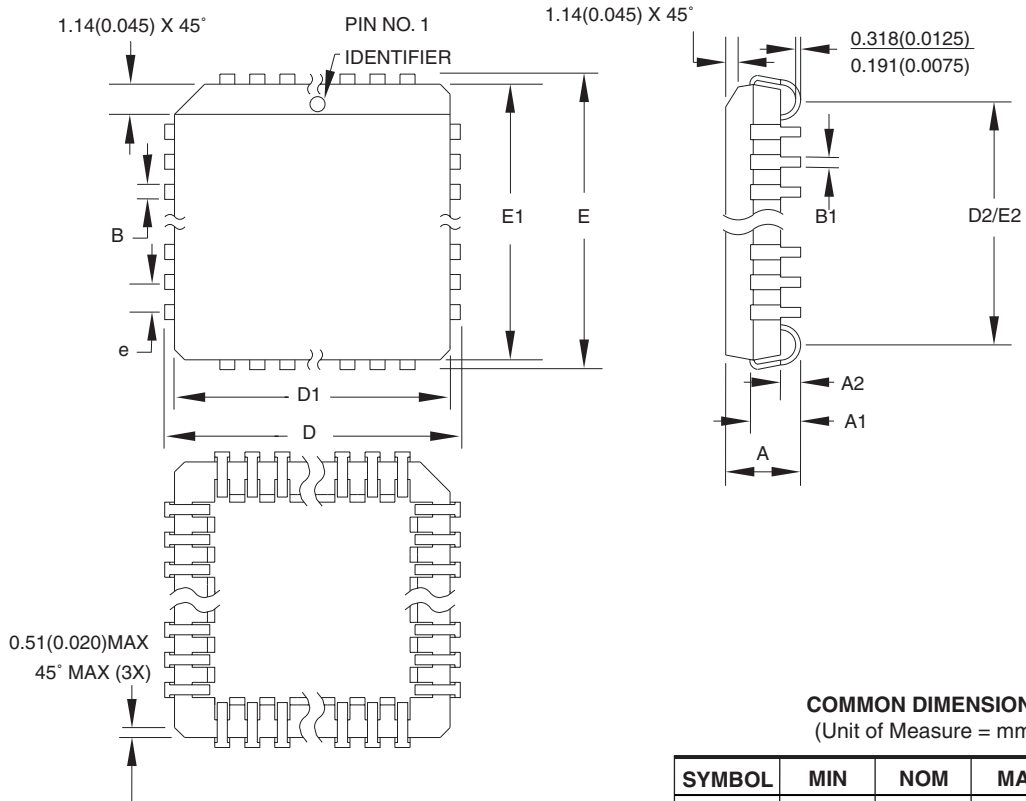 1.14(0.045) X 45˚
PIN NO. 1
IDENTIFIER
1.14(0.045) X 45˚
0.318(0.0125)
0.191(0.0075)
E1
E
B
e
D1
D
B1
D2/E2
A2
A1
A
0.51(0.020)MAX
45˚ MAX (3X)
COMMON DIMENSION
(Unit of Measure = mm
SYMBOL MIN NOM MA